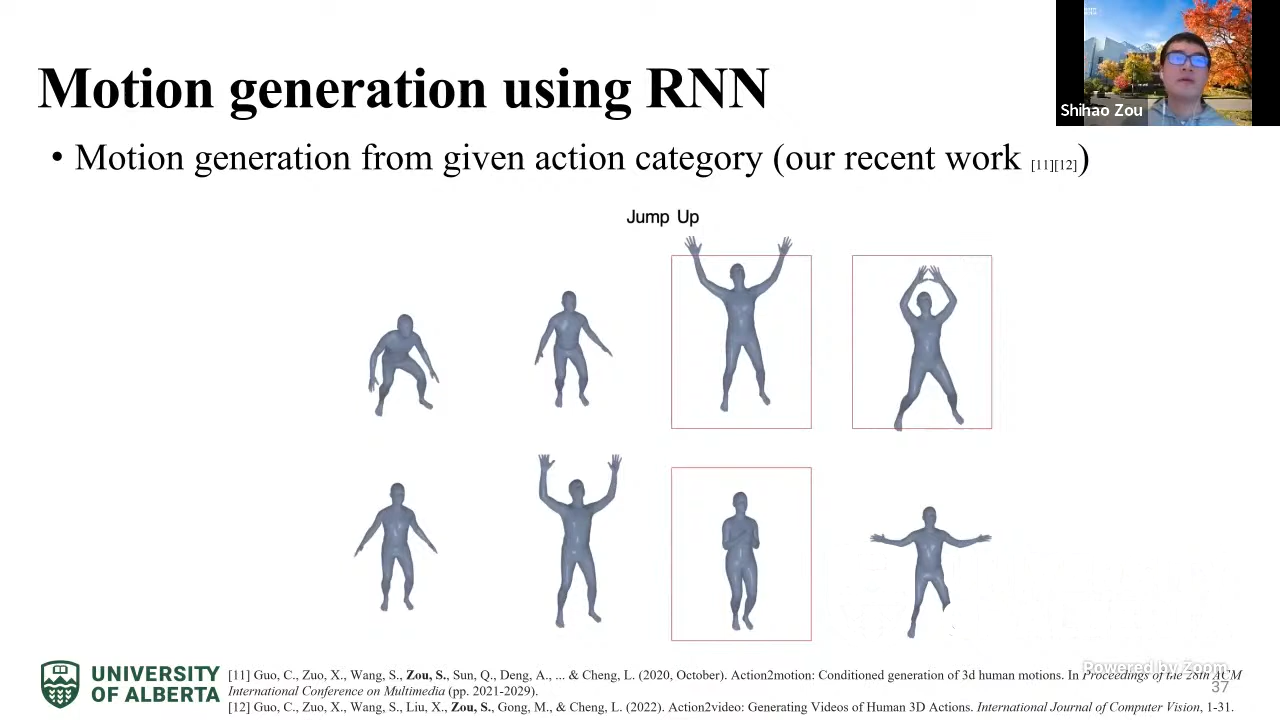 Motion generation using RNN
Shihao Zou
• Motion generation from given action category (our recent work [11][12])
Jump Up
UNIVERSITY
OF ALBERTA
[11] Guo, C., Zuo, X., Wang, S., Zou, S., Sun, Q., Deng, A., ... & Cheng, L. (2020, October). Action2motion: Conditioned generation of 3d human motions. In Proceedings of the 28th ACM
International Conference on Multimedia (pp. 2021-2029).
[12] Guo, C., Zuo, X., Wang, S., Liu, X., Zou, S., Gong, M., & Cheng, L. (2022). Action2video: Generating Videos of Human 3D Actions. International Journal of Computer Vision, 1-31.
Powered by Zoom
37